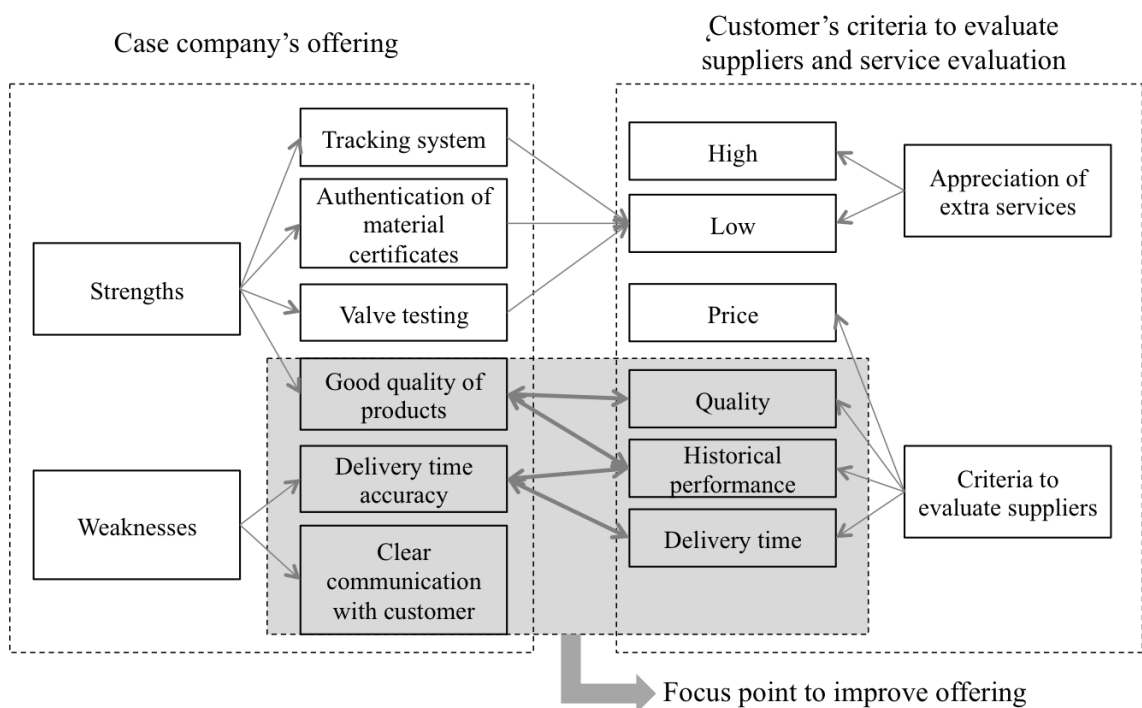 Case company's offering
Customer's criteria to evaluate
suppliers and service evaluation
Tracking system
Authentication of
material
certificates
Strengths
Valve testing
Good quality of
products
Delivery time
accuracy
Weaknesses
Clear
communication
with customer
High
Low
Appreciation of
extra services
Price
Quality
Historical
performance
Delivery time
Criteria to
evaluate suppliers
Focus point to improve offering